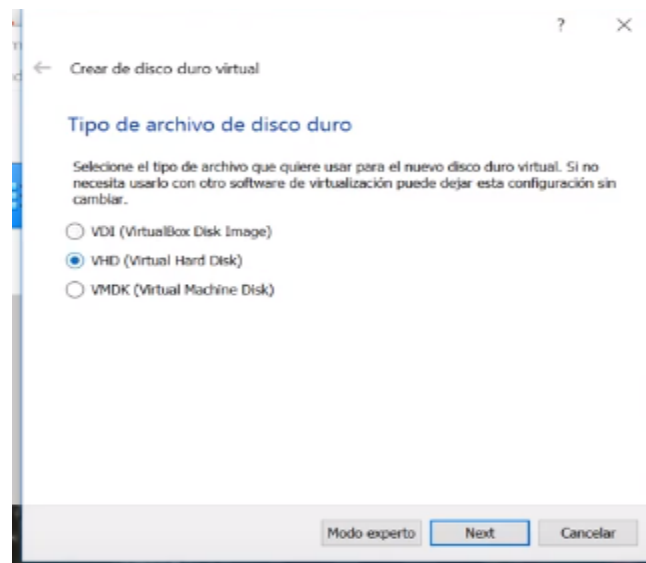 ?
Crear de disco duro virtual
Tipo de archivo de disco duro
Selecione el tipo de archivo que quiere usar para el nuevo disco duro virtual. Si no
necesita usarlo con otro software de virtualización puede dejar esta configuración sin
cambiar.
VDI (VirtualBox Disk Image)
VHD (Virtual Hard Disk)
VMDK (Virtual Machine Disk)
Modo experto Next Cancelar